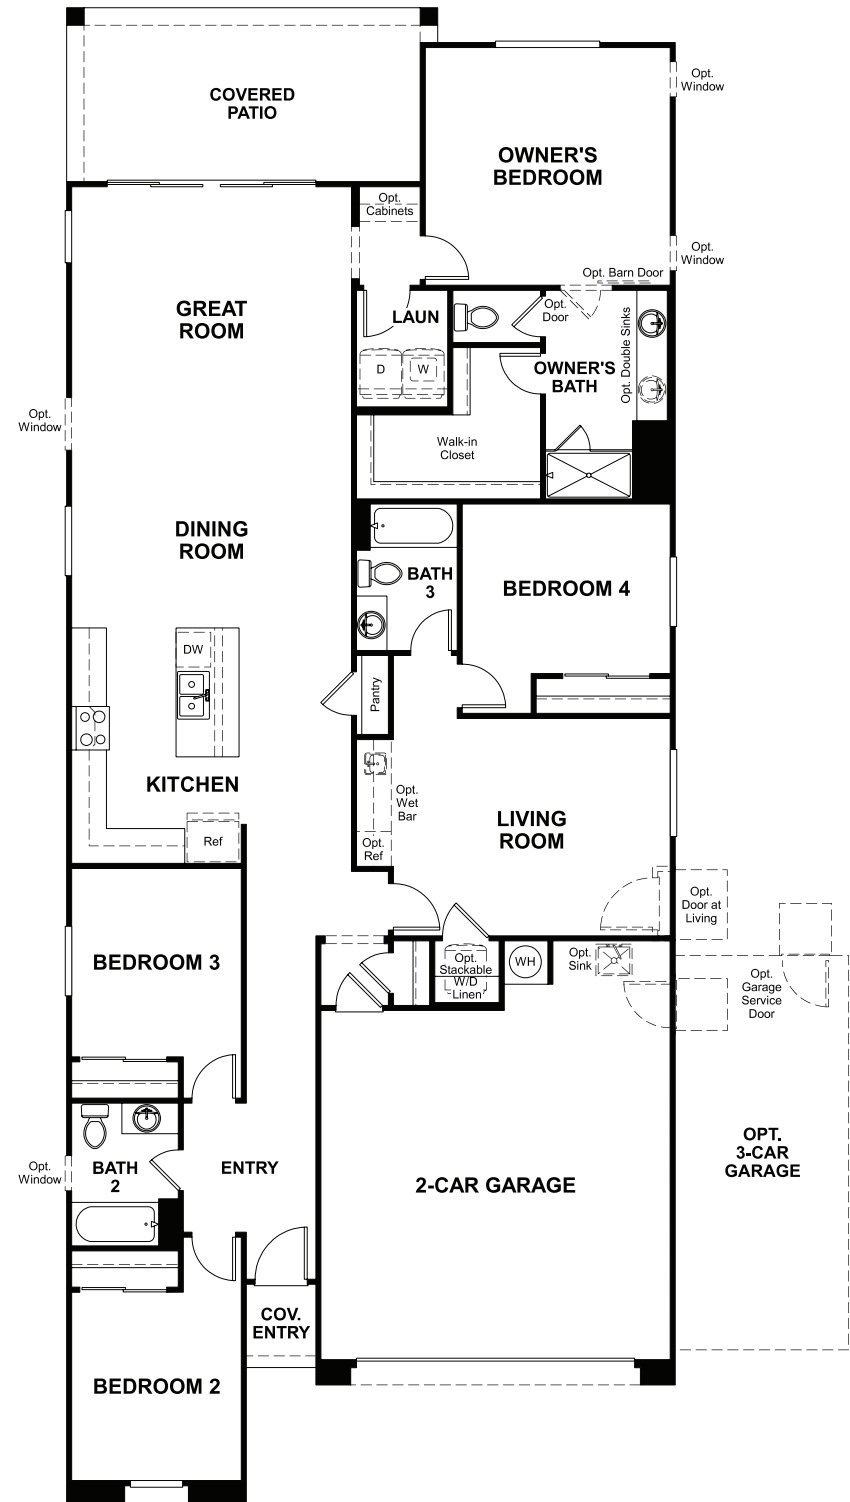 COVERED
PATIO
Opt.
Window
OWNER'S
BEDROOM
Opt.
Cabinets
Opt.
Window
Opt. Barn Door
GREAT
ROOM
LAUN
Opt.
Door
Opt. Double Sinks
D
W
OWNER'S
BATH
Opt.
Window
Walk-in
Closet
DINING
ROOM
BATH
3
BEDROOM 4
DW
Pantry
KITCHEN
Opt.
Wet
Bar
LIVING
ROOM
Ref
Opt.
Ref
Opt.
Door at
Living
BEDROOM 3
Opt.
Stackable
W/D
Linen
WH
Opt.
Sink
Opt.
Garage
Service
Door
Opt.
Window
BATH
2
ENTRY
2-CAR GARAGE
OPT.
3-CAR
GARAGE
COV.
ENTRY
BEDROOM 2